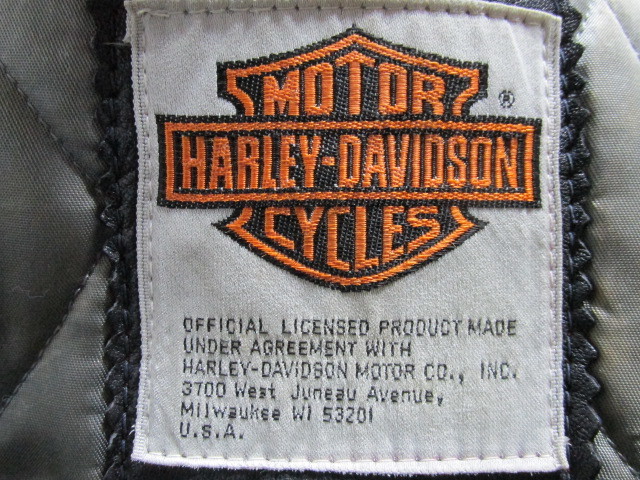 MOTOR
®
HARLEY-DAVIDSON
CYCLES
OFFICIAL LICENSED PRODUCT MADE
UNDER AGREEMENT WITH
HARLEY-DAVIDSON MOTOR CO., INC.
3700 West Juneau Avenue,
Milwaukee WI 53201
U.S.A.